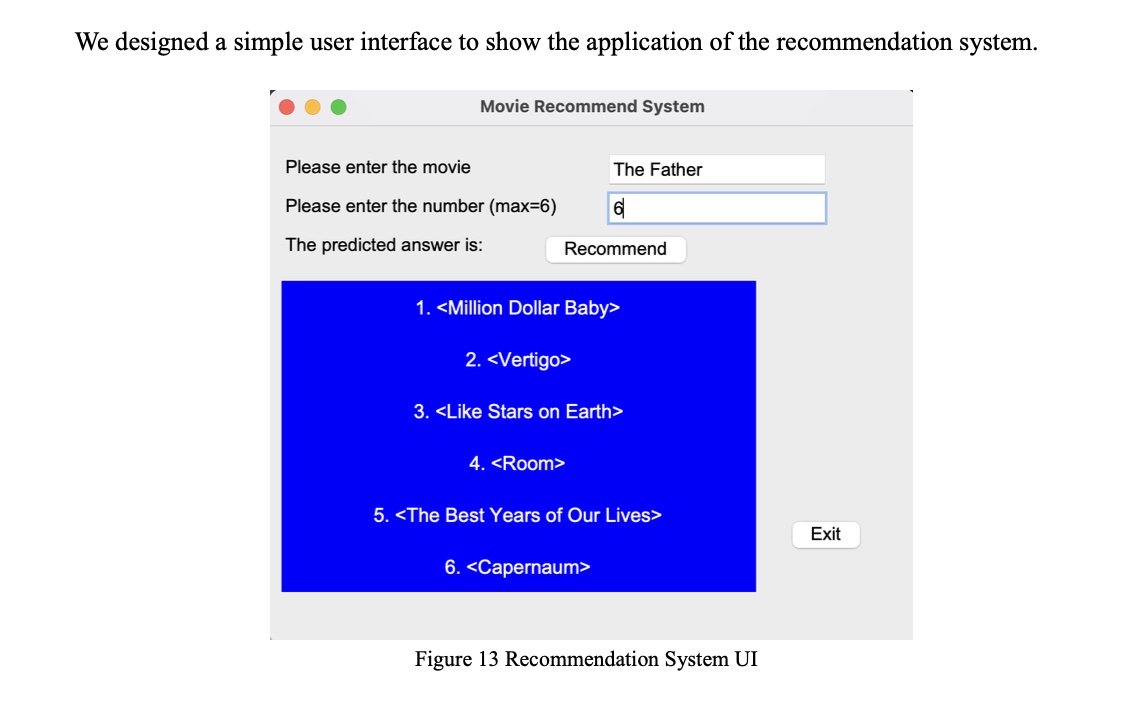 We designed a simple user interface to show the application of the recommendation system.
Movie Recommend System
Please enter the movie The Father
Please enter the number (max=6) 6
The predicted answer is: Recommend
1. <Million Dollar Baby>
2. <Vertigo>
3. <Like Stars on Earth>
4. <Room>
5. <The Best Years of Our Lives>
Exit
6. <Capernaum>
Figure 13 Recommendation System UI